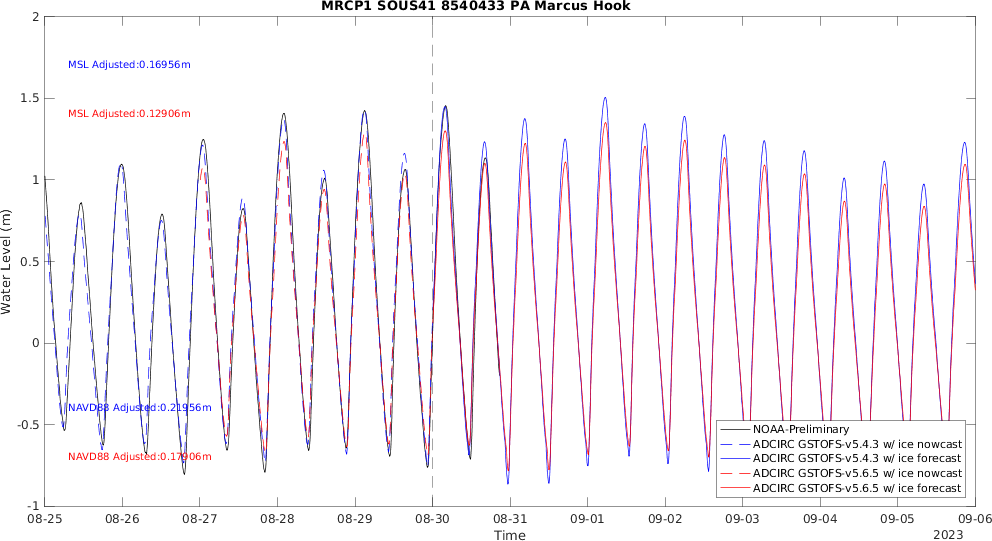 MRCP1 SOUS41 8540433 PA Marcus Hook
2
1.5
1
0.5
0
-0.5
-1
Water Level (m)
MSL Adjusted:0.16956m
MSL Adjusted:0.12906m
NAVD88 Adjusted:0.21956m
NAVD88 Adjusted:0.17906m
NOAA-Preliminary
ADCIRC GSTOFS-v5.4.3 w/ ice nowcast
ADCIRC GSTOFS-v5.4.3 w/ ice forecast
ADCIRC GSTOFS-v5.6.5 w/ ice nowcast
ADCIRC GSTOFS-v5.6.5 w/ ice forecast
08-25 08-26 08-27 08-28 08-29 08-30 08-31 09-01 09-02 09-03 09-04 09-05 09-06
Time
2023